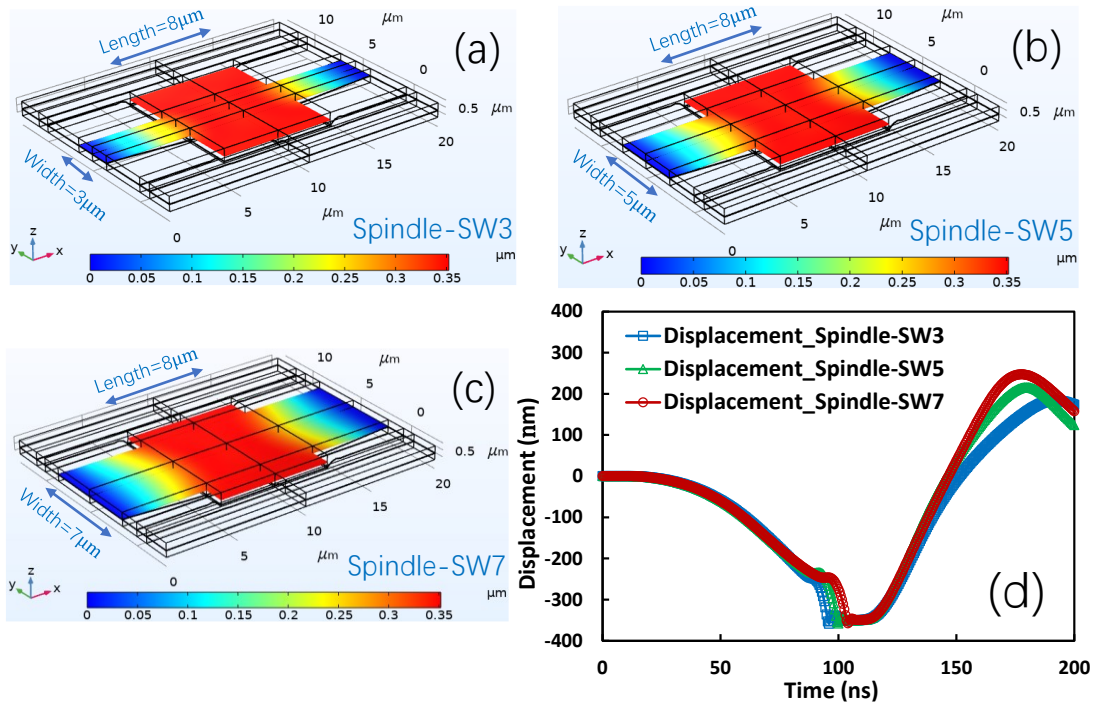 Length=8μm
10
μm
5
0
(a)
0.5
μm
20
15
10
μm
5
0
Width=3μm
Spindle-SW3
z
y
x
μm
0
0.05
0.1
0.15
0.2
0.25
0.3
0.35
Length=8μm
10
μm
5
0
(b)
0.5
μm
20
15
10
μm
5
0
Width=5μm
Spindle-SW5
z
y
x
μm
0
0.05
0.1
0.15
0.2
0.25
0.3
0.35
Length=8μm
10
μm
5
0
(c)
0.5
μm
20
15
10
μm
5
0
Width=7μm
Spindle-SW7
z
y
x
μm
0
0.05
0.1
0.15
0.2
0.25
0.3
0.35
Displacement (nm)
400
300
200
100
0
-100
-200
-300
-400
Displacement_Spindle-SW3
Displacement_Spindle-SW5
Displacement_Spindle-SW7
(d)
0
50
100
150
200
Time (ns)